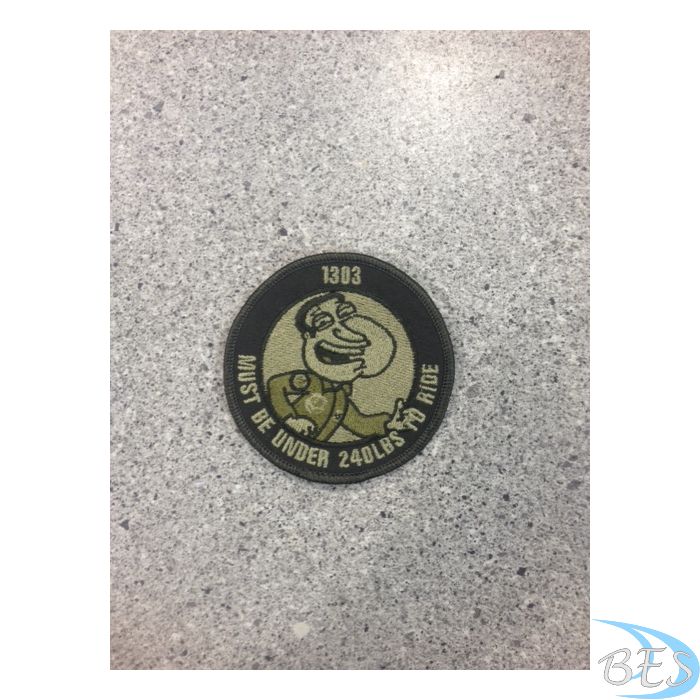 1303
MUST BE UNDER 240LBS TO RIDE
BES